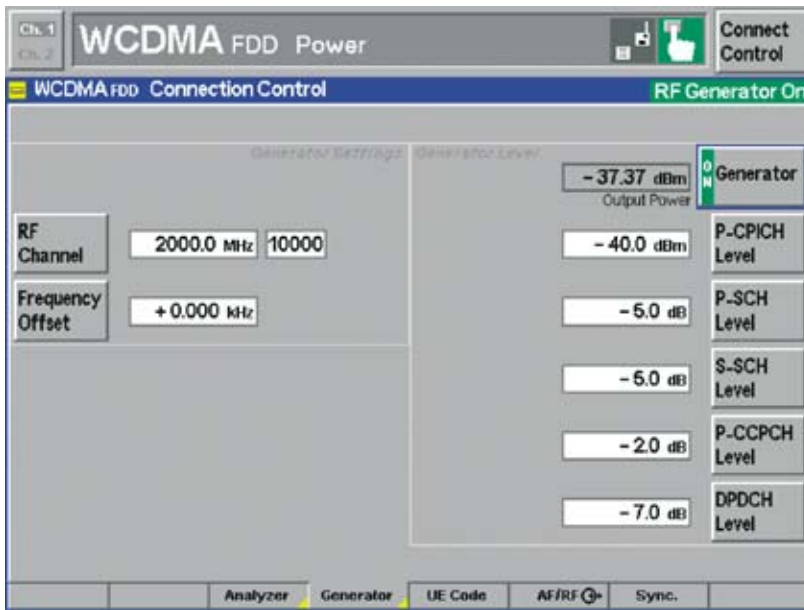 Ch. 1
Ch. 2
WCDMA FDD Power
Connect
Control
WCDMA FDD Connection Control
RF Generator On
Generator Settings
Generator Level
- 37.37 dBm
Output Power
ON
Generator
RF
Channel
2000.0 MHz
10000
- 40.0 dBm
P-CPICH
Level
Frequency
Offset
+ 0.000 kHz
- 5.0 dB
P-SCH
Level
- 5.0 dB
S-SCH
Level
- 2.0 dB
P-CCPCH
Level
- 7.0 dB
DPDCH
Level
Analyzer
Generator
UE Code
AF/RF
Sync.